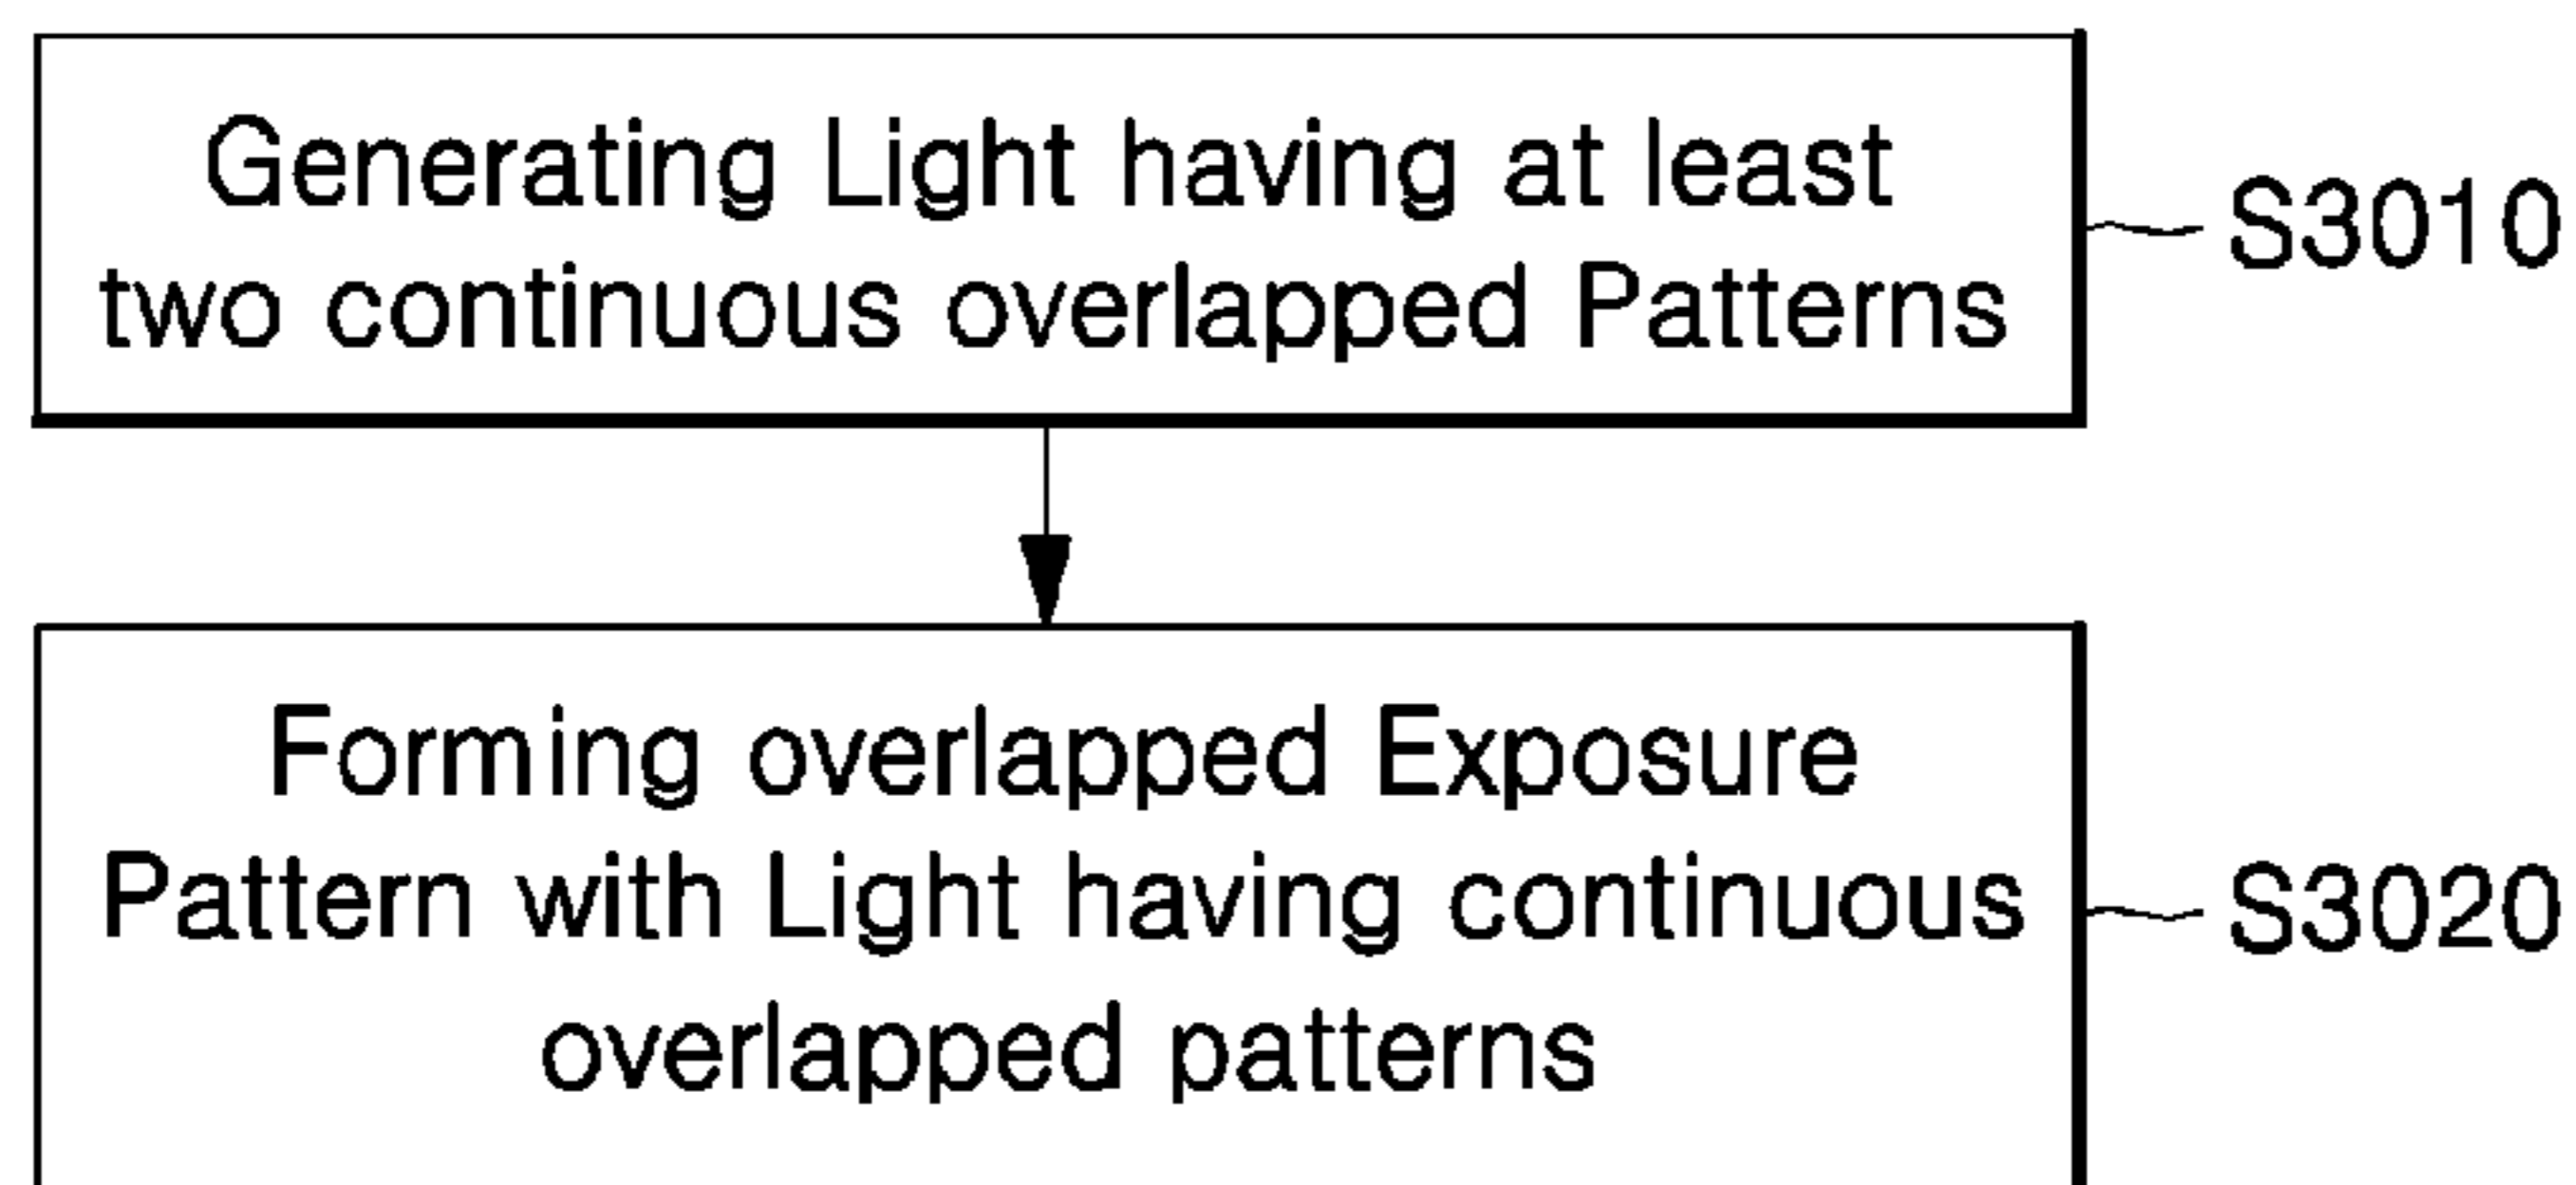 Generating Light having at least
two continuous overlapped Patterns
S3010
Forming overlapped Exposure
Pattern with Light having continuous
overlapped patterns
S3020